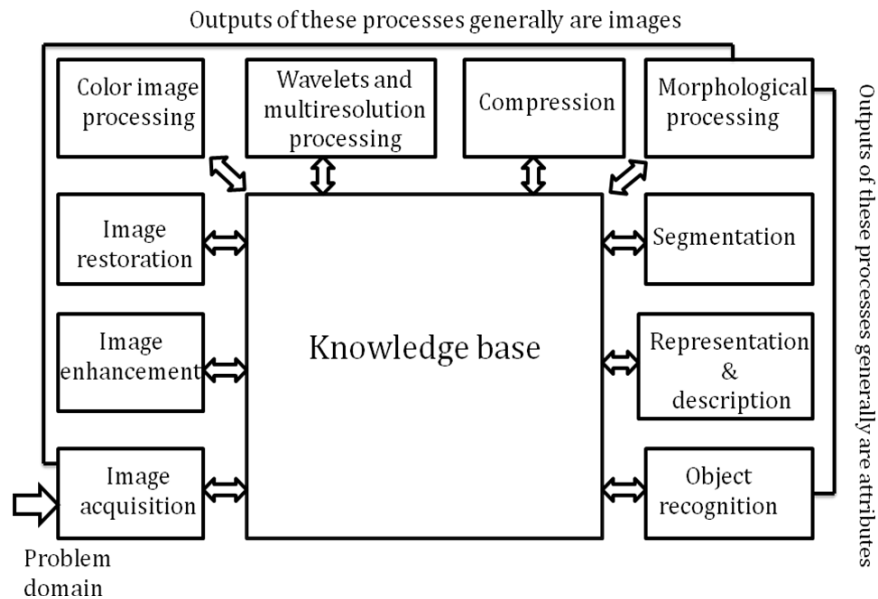 Outputs of these processes generally are images
Color image
processing
Wavelets and
multiresolution
processing
Compression
Morphological
processing
Image
restoration
Segmentation
Image
enhancement
Knowledge base
Representation
&
description
Image
acquisition
Object
recognition
Problem
domain
Outputs of these processes generally are attributes